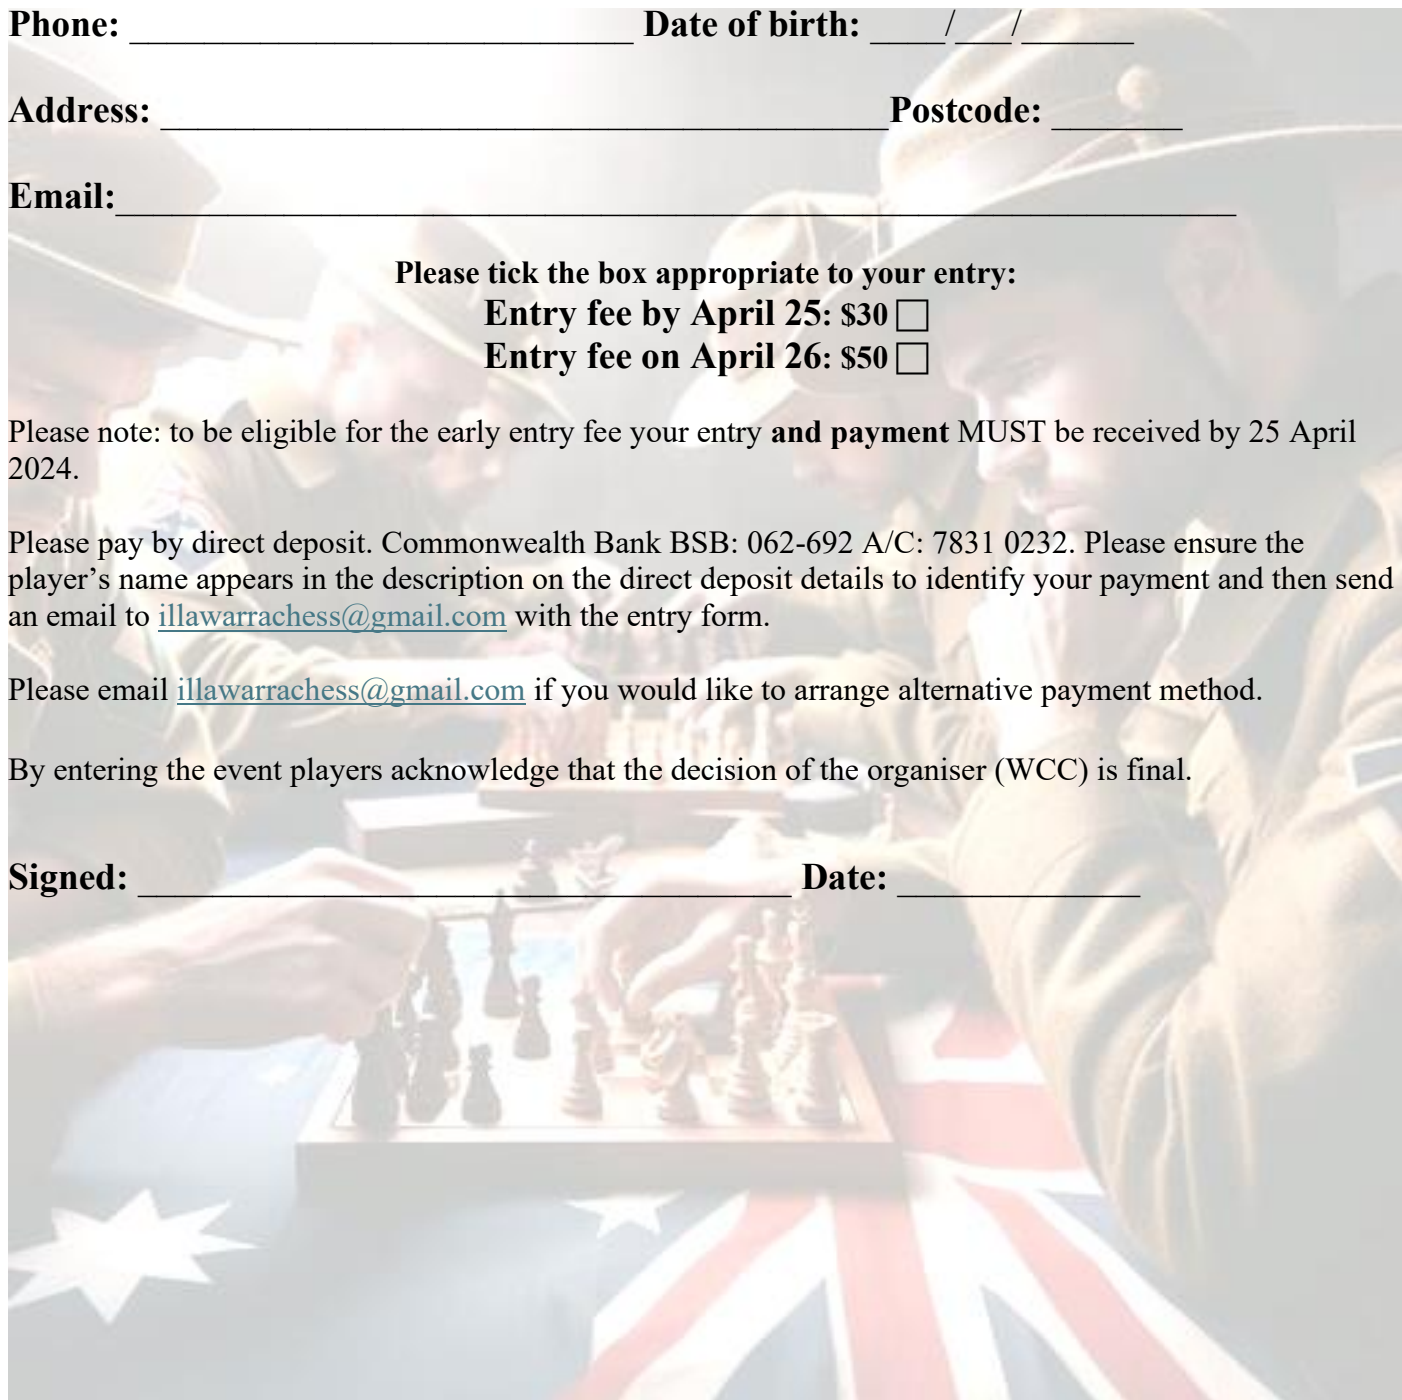 Phone: ___________________________ Date of birth: ____/___/______
Address: _______________________________________Postcode: _______
Email:____________________________________________________________
Please tick the box appropriate to your entry:
Entry fee by April 25: $30 ☐
Entry fee on April 26: $50 ☐
Please note: to be eligible for the early entry fee your entry and payment MUST be received by 25 April
2024.
Please pay by direct deposit. Commonwealth Bank BSB: 062-692 A/C: 7831 0232. Please ensure the
player’s name appears in the description on the direct deposit details to identify your payment and then send
an email to illawarrachess@gmail.com with the entry form.
Please email illawarrachess@gmail.com if you would like to arrange alternative payment method.
By entering the event players acknowledge that the decision of the organiser (WCC) is final.
Signed: ___________________________________ Date: _____________